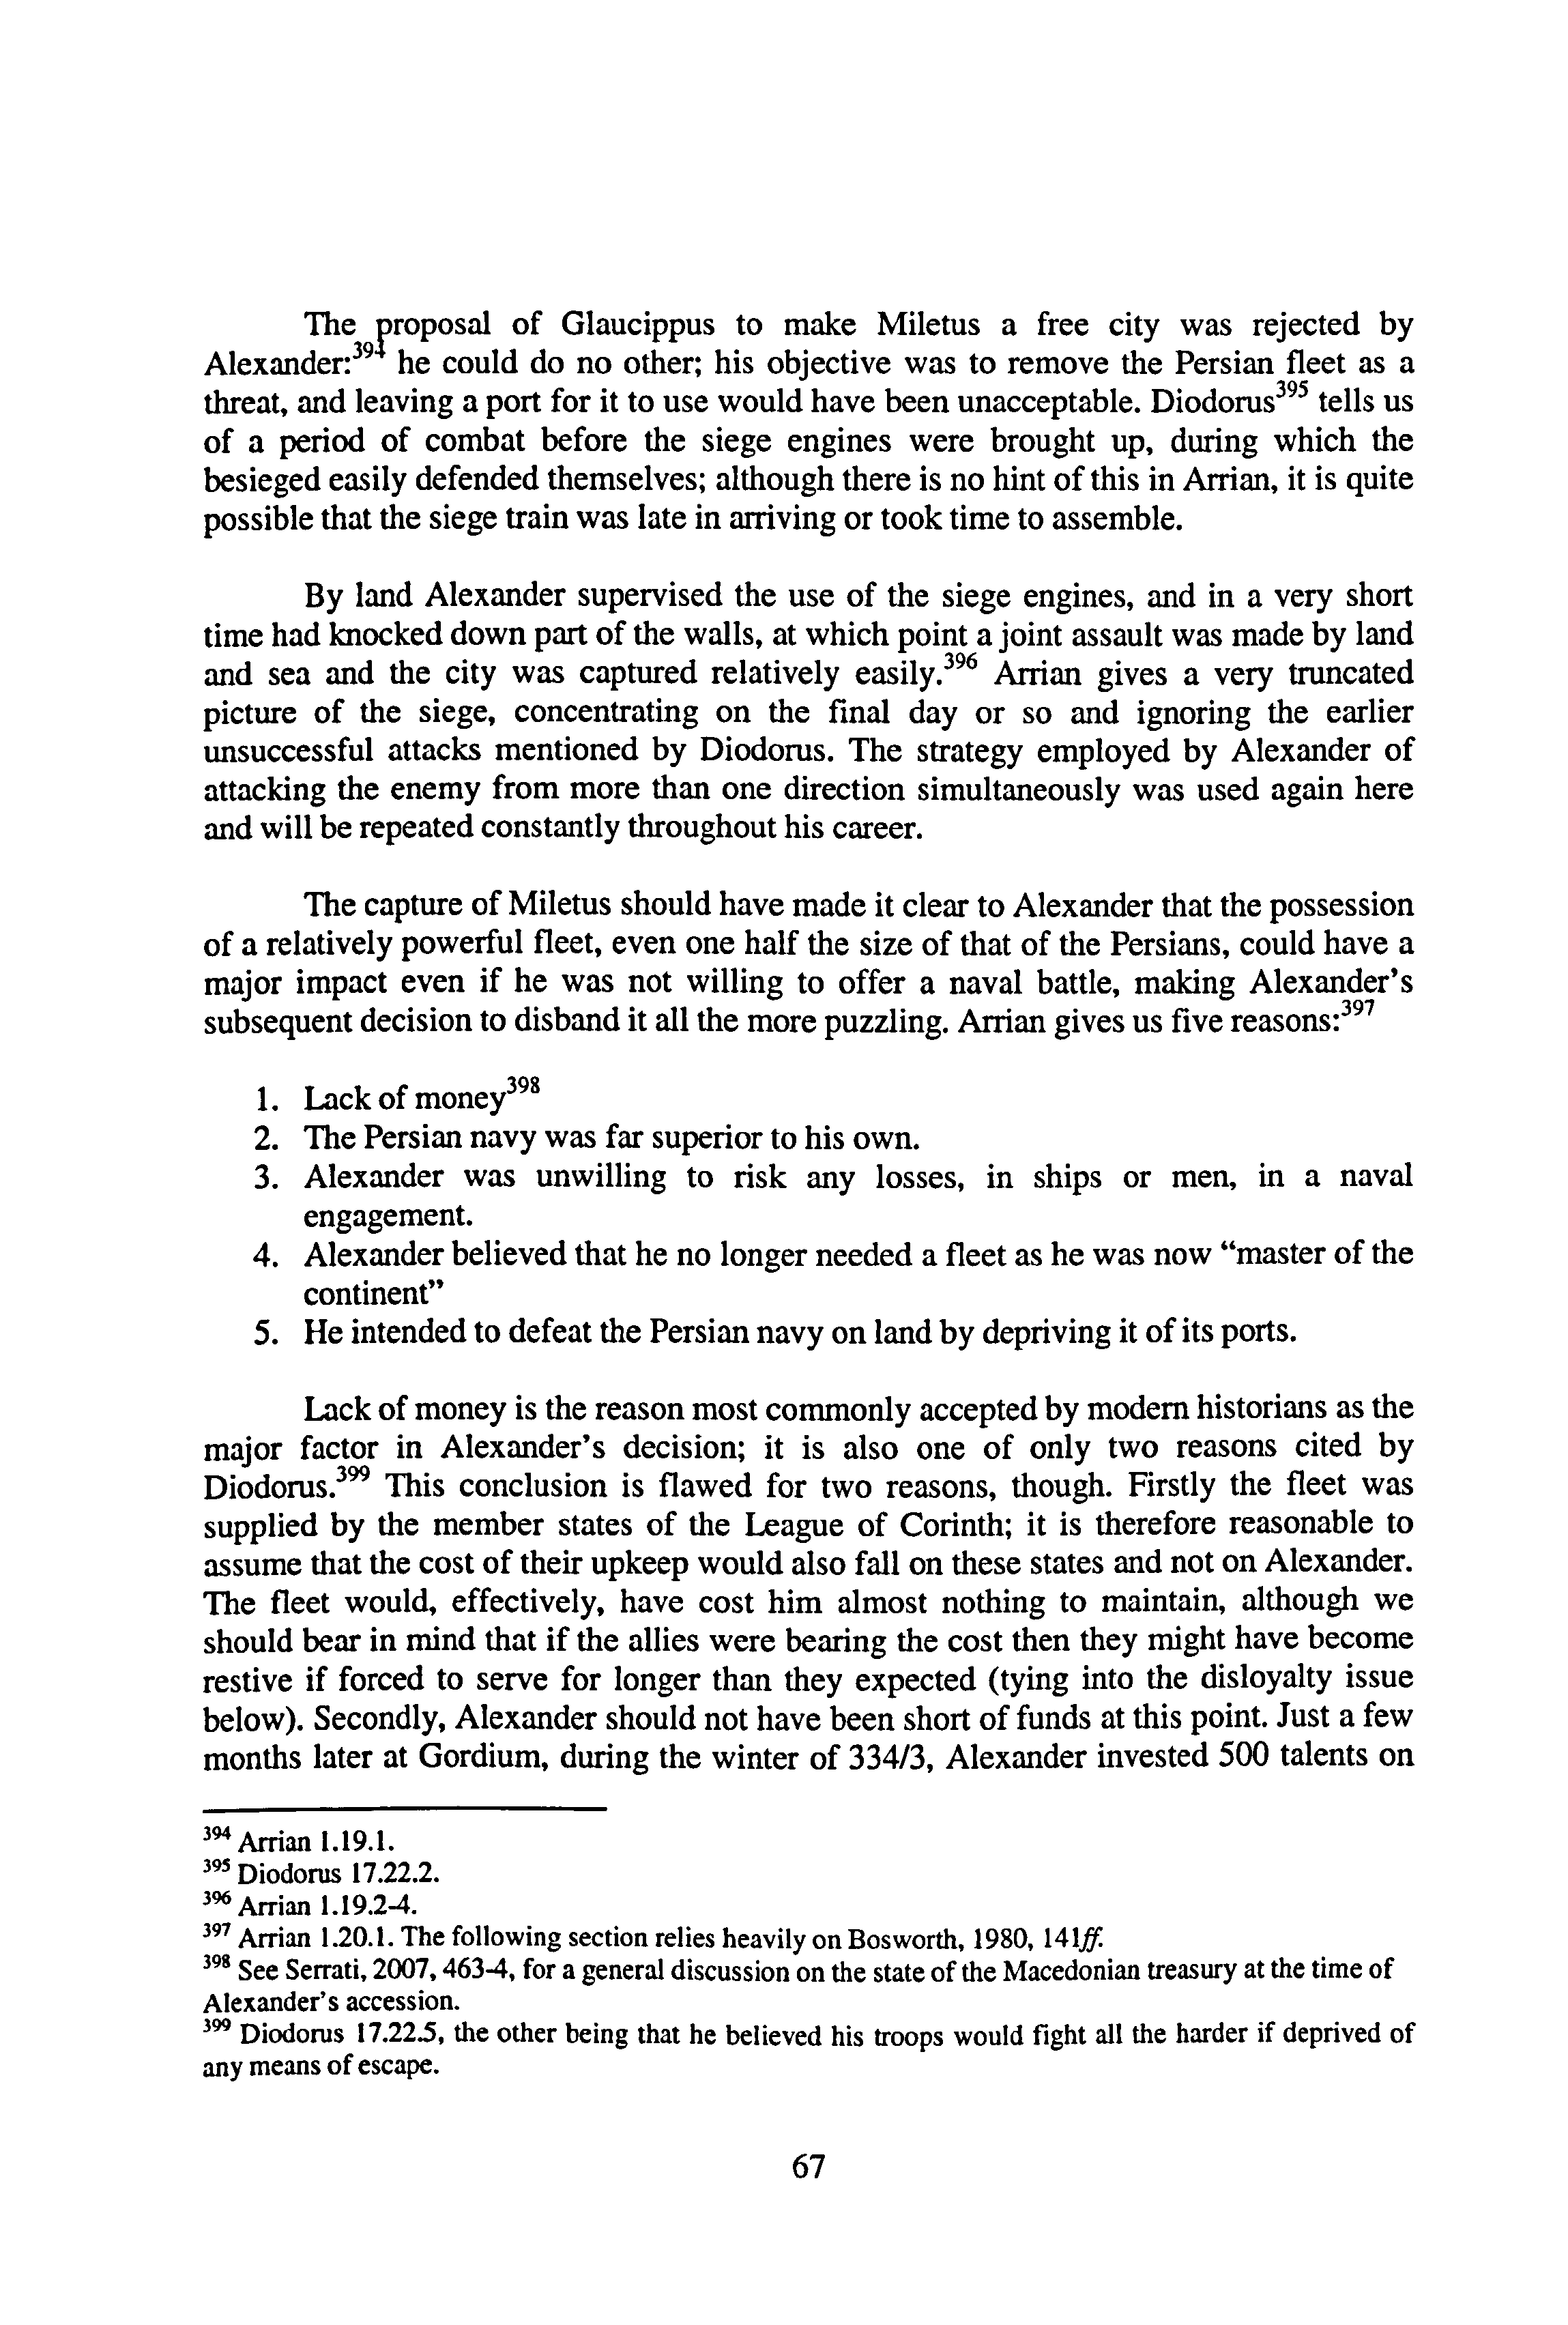 The proposal of Glaucippus to make Miletus a free city was rejected by
Alexander:394 he could do no other; his objective was to remove the Persian fleet as a
threat, and leaving a port for it to use would have been unacceptable. Diodorus395 tells us
of a period of combat before the siege engines were brought up, during which the
besieged easily defended themselves; although there is no hint of this in Arrian, it is quite
possible that the siege train was late in arriving or took time to assemble.
By land Alexander supervised the use of the siege engines, and in a very short
time had knocked down part of the walls, at which point a joint assault was made by land
and sea and the city was captured relatively easily.396 Arrian gives a very truncated
picture of the siege, concentrating on the final day or so and ignoring the earlier
unsuccessful attacks mentioned by Diodorus. The strategy employed by Alexander of
attacking the enemy from more than one direction simultaneously was used again here
and will be repeated constantly throughout his career.
The capture of Miletus should have made it clear to Alexander that the possession
of a relatively powerful fleet, even one half the size of that of the Persians, could have a
major impact even if he was not willing to offer a naval battle, making Alexander's
subsequent decision to disband it all the more puzzling. Arrian gives us five reasons:397
1. Lack of money398
2. The Persian navy was far superior to his own.
3. Alexander was unwilling to risk any losses, in ships or men, in a naval
engagement.
4. Alexander believed that he no longer needed a fleet as he was now “master of the
continent”
5. He intended to defeat the Persian navy on land by depriving it of its ports.
Lack of money is the reason most commonly accepted by modern historians as the
major factor in Alexander's decision; it is also one of only two reasons cited by
Diodorus.399 This conclusion is flawed for two reasons, though. Firstly the fleet was
supplied by the member states of the League of Corinth; it is therefore reasonable to
assume that the cost of their upkeep would also fall on these states and not on Alexander.
The fleet would, effectively, have cost him almost nothing to maintain, although we
should bear in mind that if the allies were bearing the cost then they might have become
restive if forced to serve for longer than they expected (tying into the disloyalty issue
below). Secondly, Alexander should not have been short of funds at this point. Just a few
months later at Gordium, during the winter of 334/3, Alexander invested 500 talents on
394 Arrian 1.19.1.
395 Diodorus 17.22.2.
396 Arrian 1.19.2-4.
397 Arrian 1.20.1. The following section relies heavily on Bosworth, 1980, 141ff.
398 See Serrati, 2007, 463-4, for a general discussion on the state of the Macedonian treasury at the time of
Alexander's accession.
399 Diodorus 17.22.5, the other being that he believed his troops would fight all the harder if deprived of
any means of escape.
67